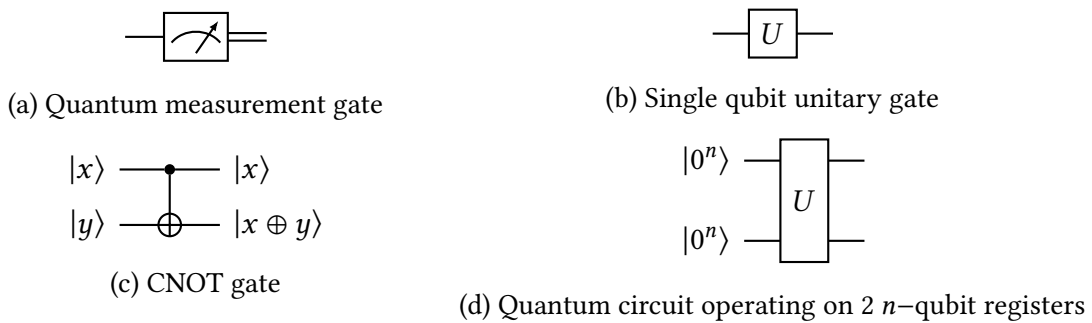 U
(a) Quantum measurement gate
(b) Single qubit unitary gate
|x⟩ |x⟩
|y⟩ |x ⊕ y⟩
(c) CNOT gate
|0ⁿ⟩
U
|0ⁿ⟩
(d) Quantum circuit operating on 2 n−qubit registers